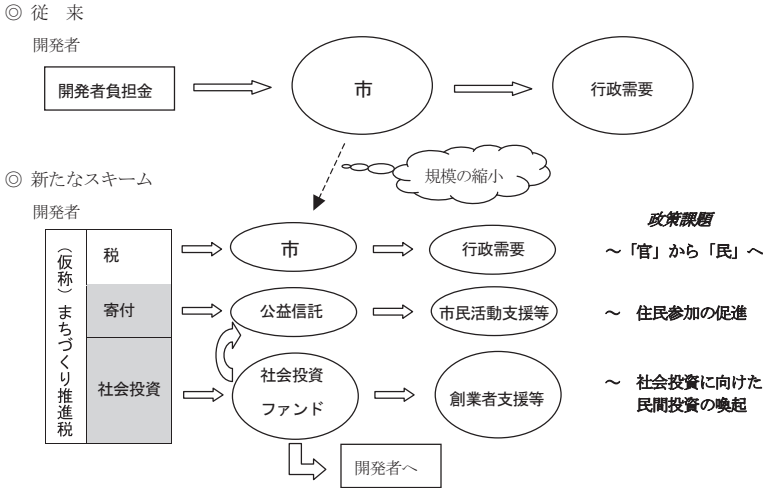 ◎ 従　来
開発者
開発者負担金
市
行政需要
規模の縮小
◎ 新たなスキーム
開発者
政策課題
（仮称）まちづくり推進税
税
市
行政需要
～「官」から「民」へ
寄付
公益信託
市民活動支援等
～ 住民参加の促進
社会投資
社会投資
ファンド
創業者支援等
～ 社会投資に向けた
民間投資の喚起
開発者へ